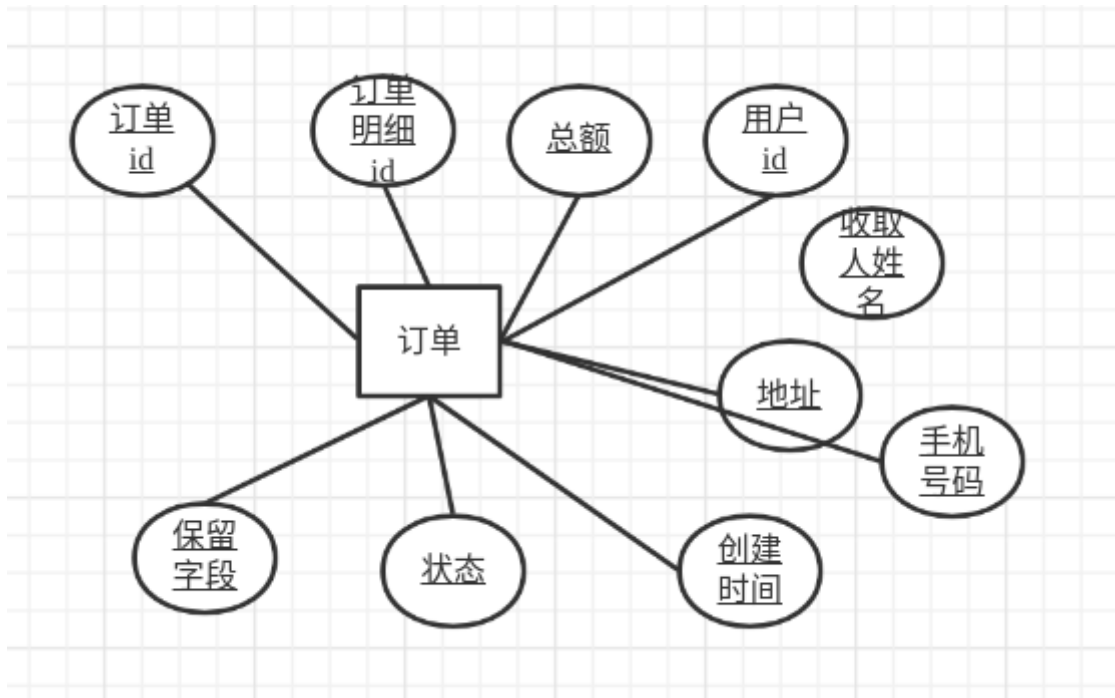 订单
id
订单
明细
id
总额
用户
id
收取
人姓
名
订单
地址
手机
号码
保留
字段
状态
创建
时间